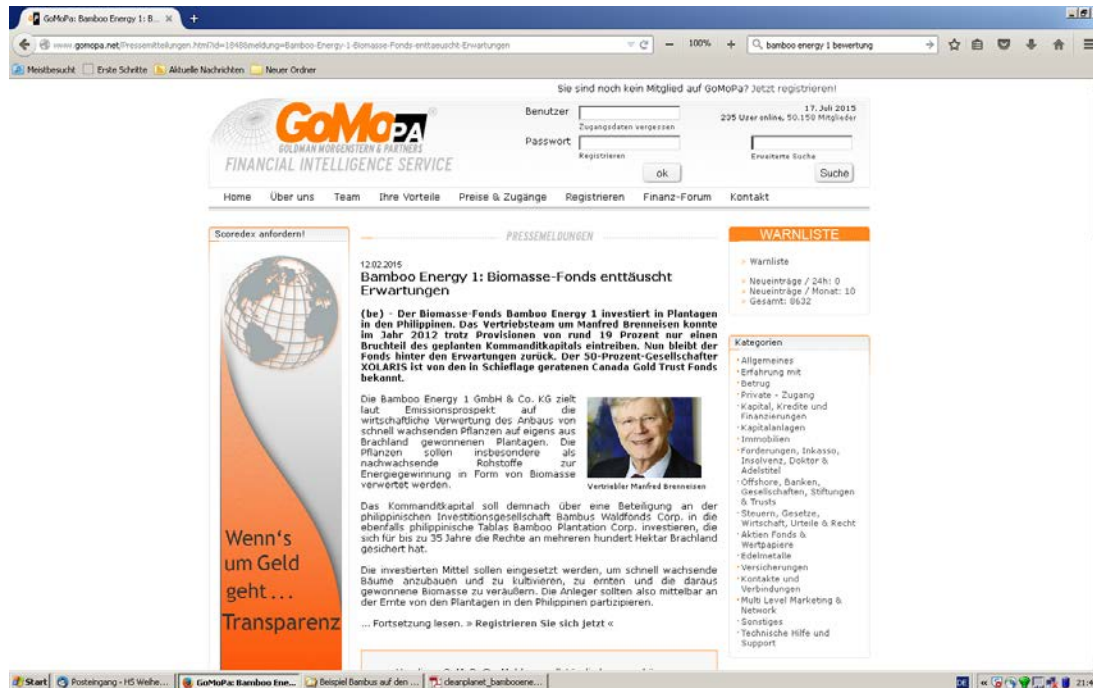 GoMoPa: Bamboo Energy 1: B...
www.gomopa.net/Pressemitteilungen.html?id=1848&meldung=Bamboo-Energy-1-Biomasse-Fonds-enttaeuscht-Erwartungen
100%
bamboo energy 1 bewertung
Meistbesucht
Erste Schritte
Aktuelle Nachrichten
Neuer Ordner
Sie sind noch kein Mitglied auf GoMoPa? Jetzt registrieren!
GoMoPa
GOLDMAN MORGENSTERN & PARTNERS
FINANCIAL INTELLIGENCE SERVICE
Benutzer
Zugangsdaten vergessen
Passwort
Registrieren
ok
17. Juli 2015
205 User online, 50.150 Mitglieder
Erweiterte Suche
Suche
Home
Über uns
Team
Ihre Vorteile
Preise & Zugänge
Registrieren
Finanz-Forum
Kontakt
Scoredex anfordern!
Wenn's
um Geld
geht ...
Transparenz
PRESSEMELDUNGEN
12.02.2015
Bamboo Energy 1: Biomasse-Fonds enttäuscht
Erwartungen
(be) - Der Biomasse-Fonds Bamboo Energy 1 investiert in Plantagen
in den Philippinen. Das Vertriebsteam um Manfred Brenneisen konnte
im Jahr 2012 trotz Provisionen von rund 19 Prozent nur einen
Bruchteil des geplanten Kommanditkapitals eintreiben. Nun bleibt der
Fonds hinter den Erwartungen zurück. Der 50-Prozent-Gesellschafter
XOLARIS ist von den in Schieflage geratenen Canada Gold Trust Fonds
bekannt.
Die Bamboo Energy 1 GmbH & Co. KG zielt
laut Emissionsprospekt auf die
wirtschaftliche Verwertung des Anbaus von
schnell wachsenden Pflanzen auf eigens aus
Brachland gewonnenen Plantagen. Die
Pflanzen sollen insbesondere als
nachwachsende Rohstoffe zur
Energiegewinnung in Form von Biomasse
verwertet werden.
Vertriebler Manfred Brenneisen
Das Kommanditkapital soll demnach über eine Beteiligung an der
philippinischen Investitionsgesellschaft Bambus Waldfonds Corp. in die
ebenfalls philippinische Tablas Bamboo Plantation Corp. investieren, die
sich für bis zu 35 Jahre die Rechte an mehreren hundert Hektar Brachland
gesichert hat.
Die investierten Mittel sollen eingesetzt werden, um schnell wachsende
Bäume anzubauen und zu kultivieren, zu ernten und die daraus
gewonnene Biomasse zu veräußern. Die Anleger sollten also mittelbar an
der Ernte von den Plantagen in den Philippinen partizipieren.
... Fortsetzung lesen. » Registrieren Sie sich jetzt «
WARNLISTE
Warnliste
Neueinträge / 24h: 0
Neueinträge / Monat: 10
Gesamt: 8632
Kategorien
Allgemeines
Erfahrung mit
Betrug
Private - Zugang
Kapital, Kredite und
Finanzierungen
Kapitalanlagen
Immobilien
Forderungen, Inkasso,
Insolvenz, Doktor &
Adelstitel
Offshore, Banken,
Gesellschaften, Stiftungen
& Trusts
Steuern, Gesetze,
Wirtschaft, Urteile & Recht
Aktien Fonds &
Wertpapiere
Edelmetalle
Versicherungen
Kontakte und
Verbindungen
Multi Level Marketing &
Network
Sonstiges
Technische Hilfe und
Support
Start
Posteingang - HS Weihe...
GoMoPa: Bamboo Ene...
Beispiel Bambus auf den ...
clearplanet_bambooene...
DE
21:4